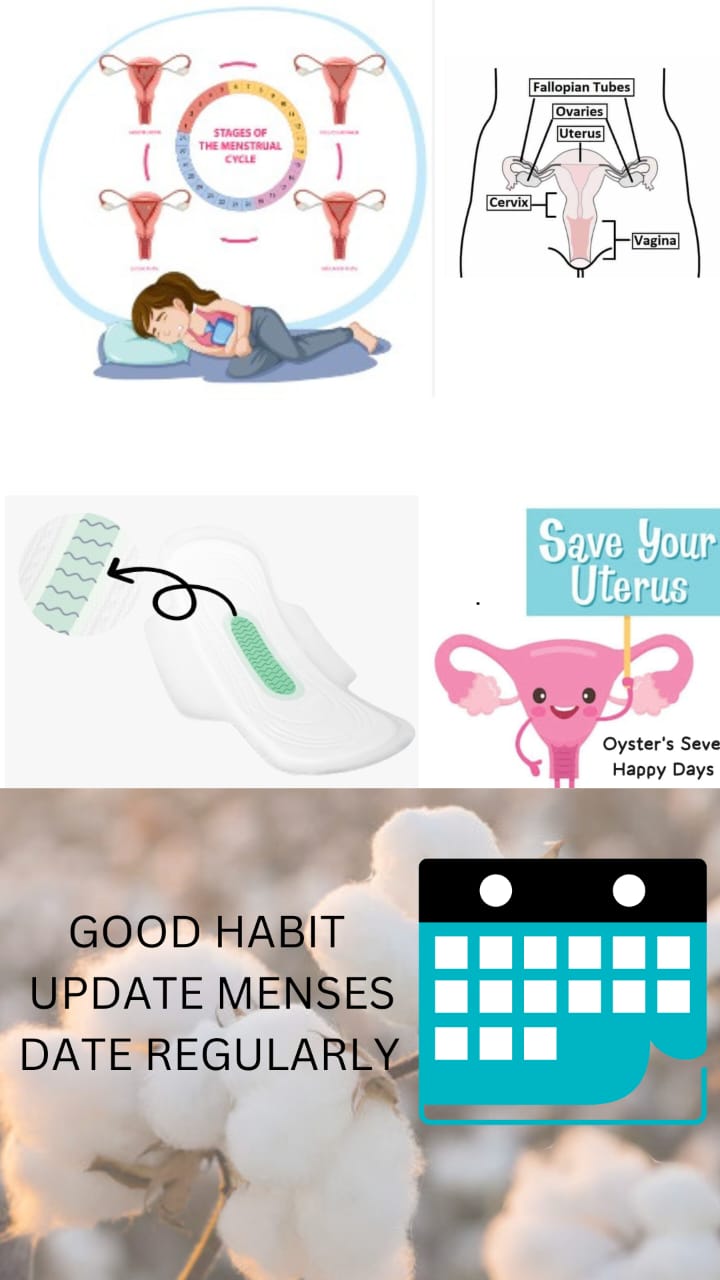 STAGES OF
THE MENSTRUAL
CYCLE
Fallopian Tubes
Ovaries
Uterus
Cervix
Vagina
Save Your
Uterus
Oyster's Seve
Happy Days
GOOD HABIT
UPDATE MENSES
DATE REGULARLY